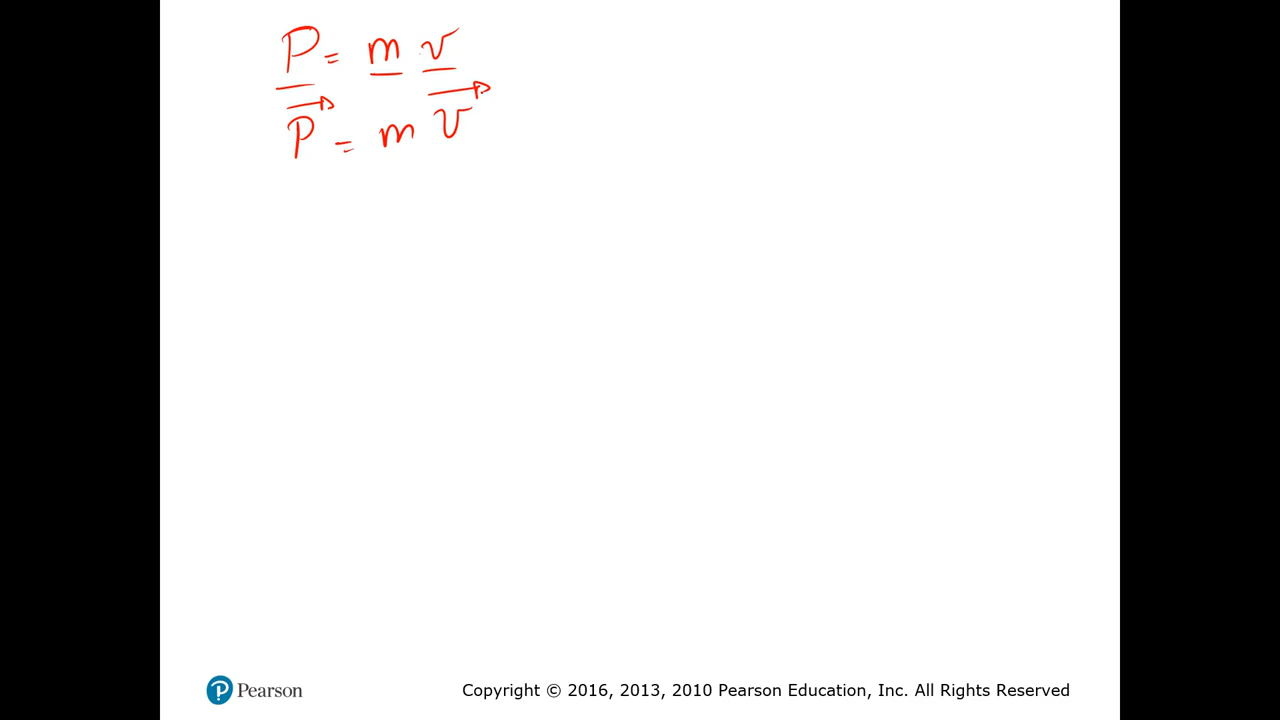 P = m v
P⃗ = m v⃗
Pearson
Copyright © 2016, 2013, 2010 Pearson Education, Inc. All Rights Reserved